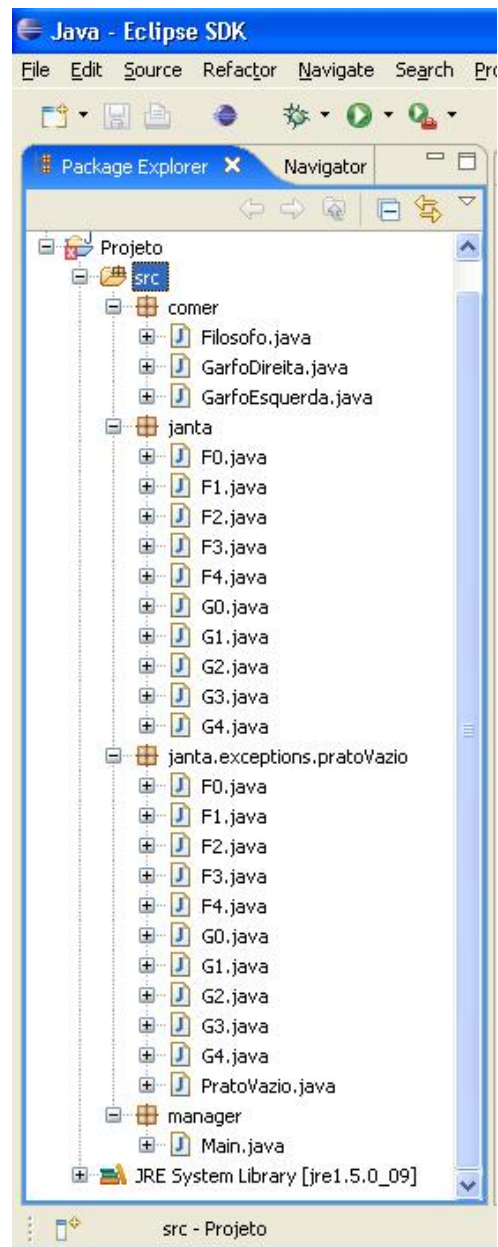 Java - Eclipse SDK
File Edit Source Refactor Navigate Search Pro
Package Explorer Navigator
Projeto
src
comer
Filosofo.java
GarfoDireita.java
GarfoEsquerda.java
janta
F0.java
F1.java
F2.java
F3.java
F4.java
G0.java
G1.java
G2.java
G3.java
G4.java
janta.exceptions.pratoVazio
F0.java
F1.java
F2.java
F3.java
F4.java
G0.java
G1.java
G2.java
G3.java
G4.java
PratoVazio.java
manager
Main.java
JRE System Library [jre1.5.0_09]
src - Projeto